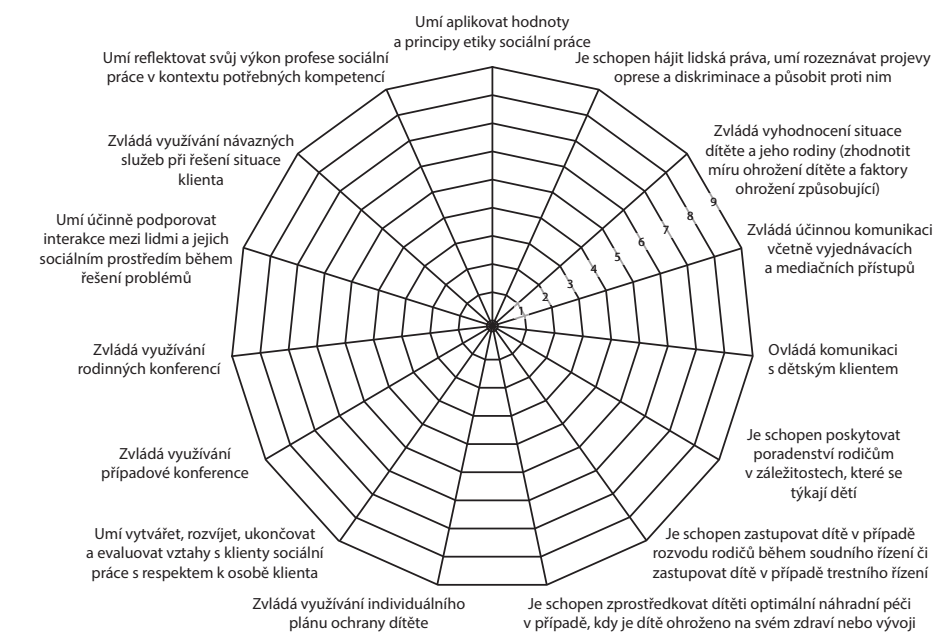 Umí aplikovat hodnoty
a principy etiky sociální práce
Je schopen hájit lidská práva, umí rozeznávat projevy
oprese a diskriminace a působit proti nim
Zvládá vyhodnocení situace
dítěte a jeho rodiny (zhodnotit
míru ohrožení dítěte a faktory
ohrožení způsobující)
Zvládá účinnou komunikaci
včetně vyjednávacích
a mediačních přístupů
Ovládá komunikaci
s dětským klientem
Je schopen poskytovat
poradenství rodičům
v záležitostech, které se
týkají dětí
Je schopen zastupovat dítě v případě
rozvodu rodičů během soudního řízení či
zastupovat dítě v případě trestního řízení
Je schopen zprostředkovat dítěti optimální náhradní péči
v případě, kdy je dítě ohroženo na svém zdraví nebo vývoji
Zvládá využívání individuálního
plánu ochrany dítěte
Umí vytvářet, rozvíjet, ukončovat
a evaluovat vztahy s klienty sociální
práce s respektem k osobě klienta
Zvládá využívání
případové konference
Zvládá využívání
rodinných konferencí
Umí účinně podporovat
interakce mezi lidmi a jejich
sociálním prostředím během
řešení problémů
Zvládá využívání návazných
služeb při řešení situace
klienta
Umí reflektovat svůj výkon profese sociální
práce v kontextu potřebných kompetencí
9
8
7
6
5
4
3
2
1